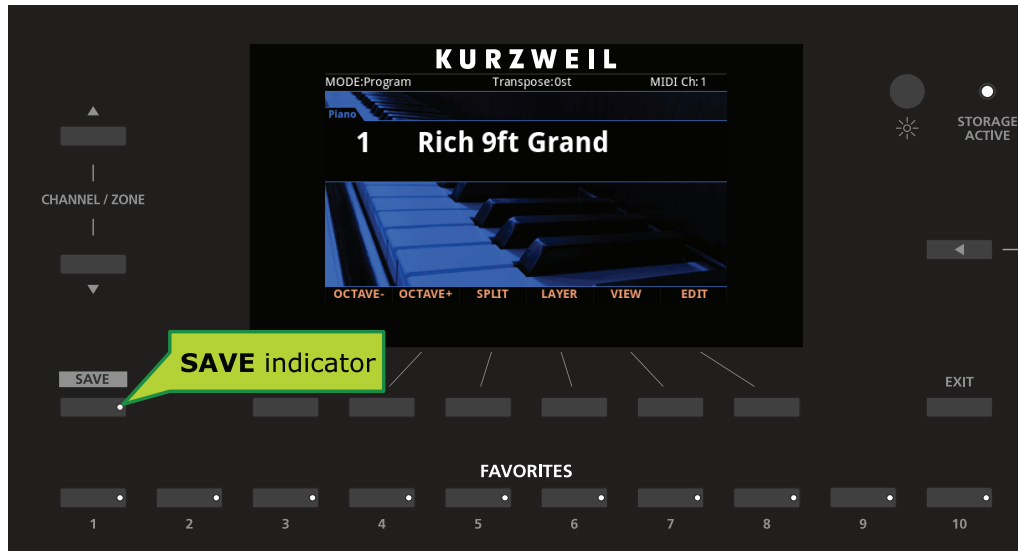 KURZWEIL
MODE:Program Transpose:0st MIDI Ch:1
Piano
1 Rich 9ft Grand
OCTAVE- OCTAVE+ SPLIT LAYER VIEW EDIT
STORAGE
ACTIVE
CHANNEL / ZONE
SAVE indicator
SAVE
EXIT
FAVORITES
1 2 3 4 5 6 7 8 9 10